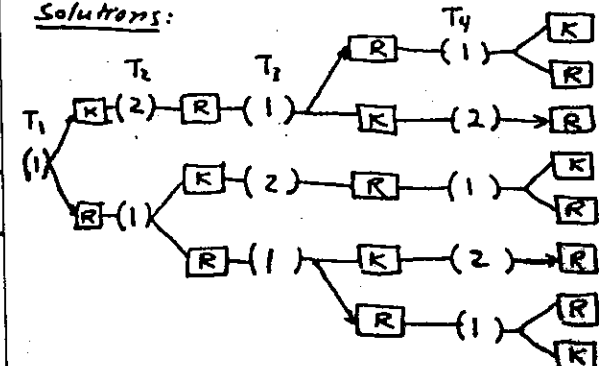 Solutions:
T4
K
R
T2
T3
R (1)
T1
K (2) R (1)
K (2) R
(1)
K
K (2) R (1)
R
R (1)
R (1)
K (2) R
R
R (1)
K